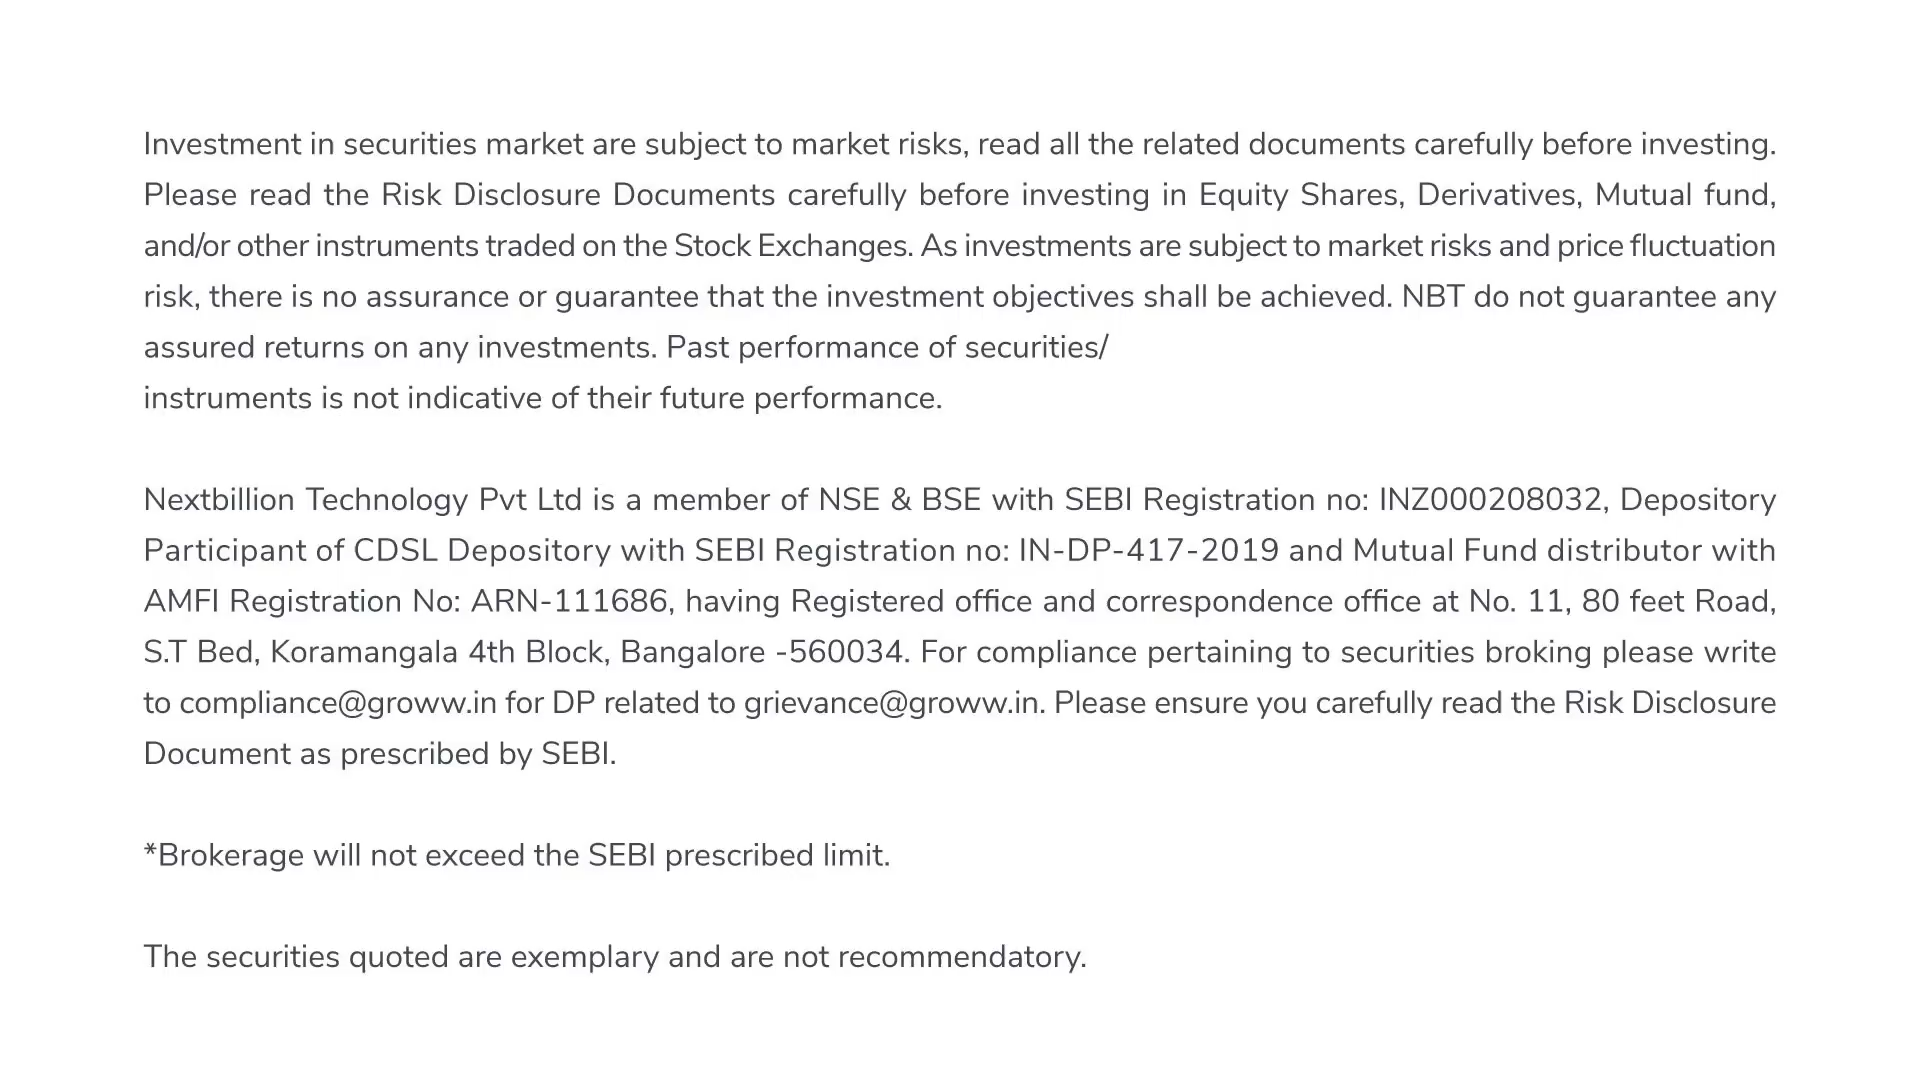 Investment in securities market are subject to market risks, read all the related documents carefully before investing.
Please read the Risk Disclosure Documents carefully before investing in Equity Shares, Derivatives, Mutual fund,
and/or other instruments traded on the Stock Exchanges. As investments are subject to market risks and price fluctuation
risk, there is no assurance or guarantee that the investment objectives shall be achieved. NBT do not guarantee any
assured returns on any investments. Past performance of securities/
instruments is not indicative of their future performance.
Nextbillion Technology Pvt Ltd is a member of NSE & BSE with SEBI Registration no: INZ000208032, Depository
Participant of CDSL Depository with SEBI Registration no: IN-DP-417-2019 and Mutual Fund distributor with
AMFI Registration No: ARN-111686, having Registered office and correspondence office at No. 11, 80 feet Road,
S.T Bed, Koramangala 4th Block, Bangalore -560034. For compliance pertaining to securities broking please write
to compliance@groww.in for DP related to grievance@groww.in. Please ensure you carefully read the Risk Disclosure
Document as prescribed by SEBI.
*Brokerage will not exceed the SEBI prescribed limit.
The securities quoted are exemplary and are not recommendatory.